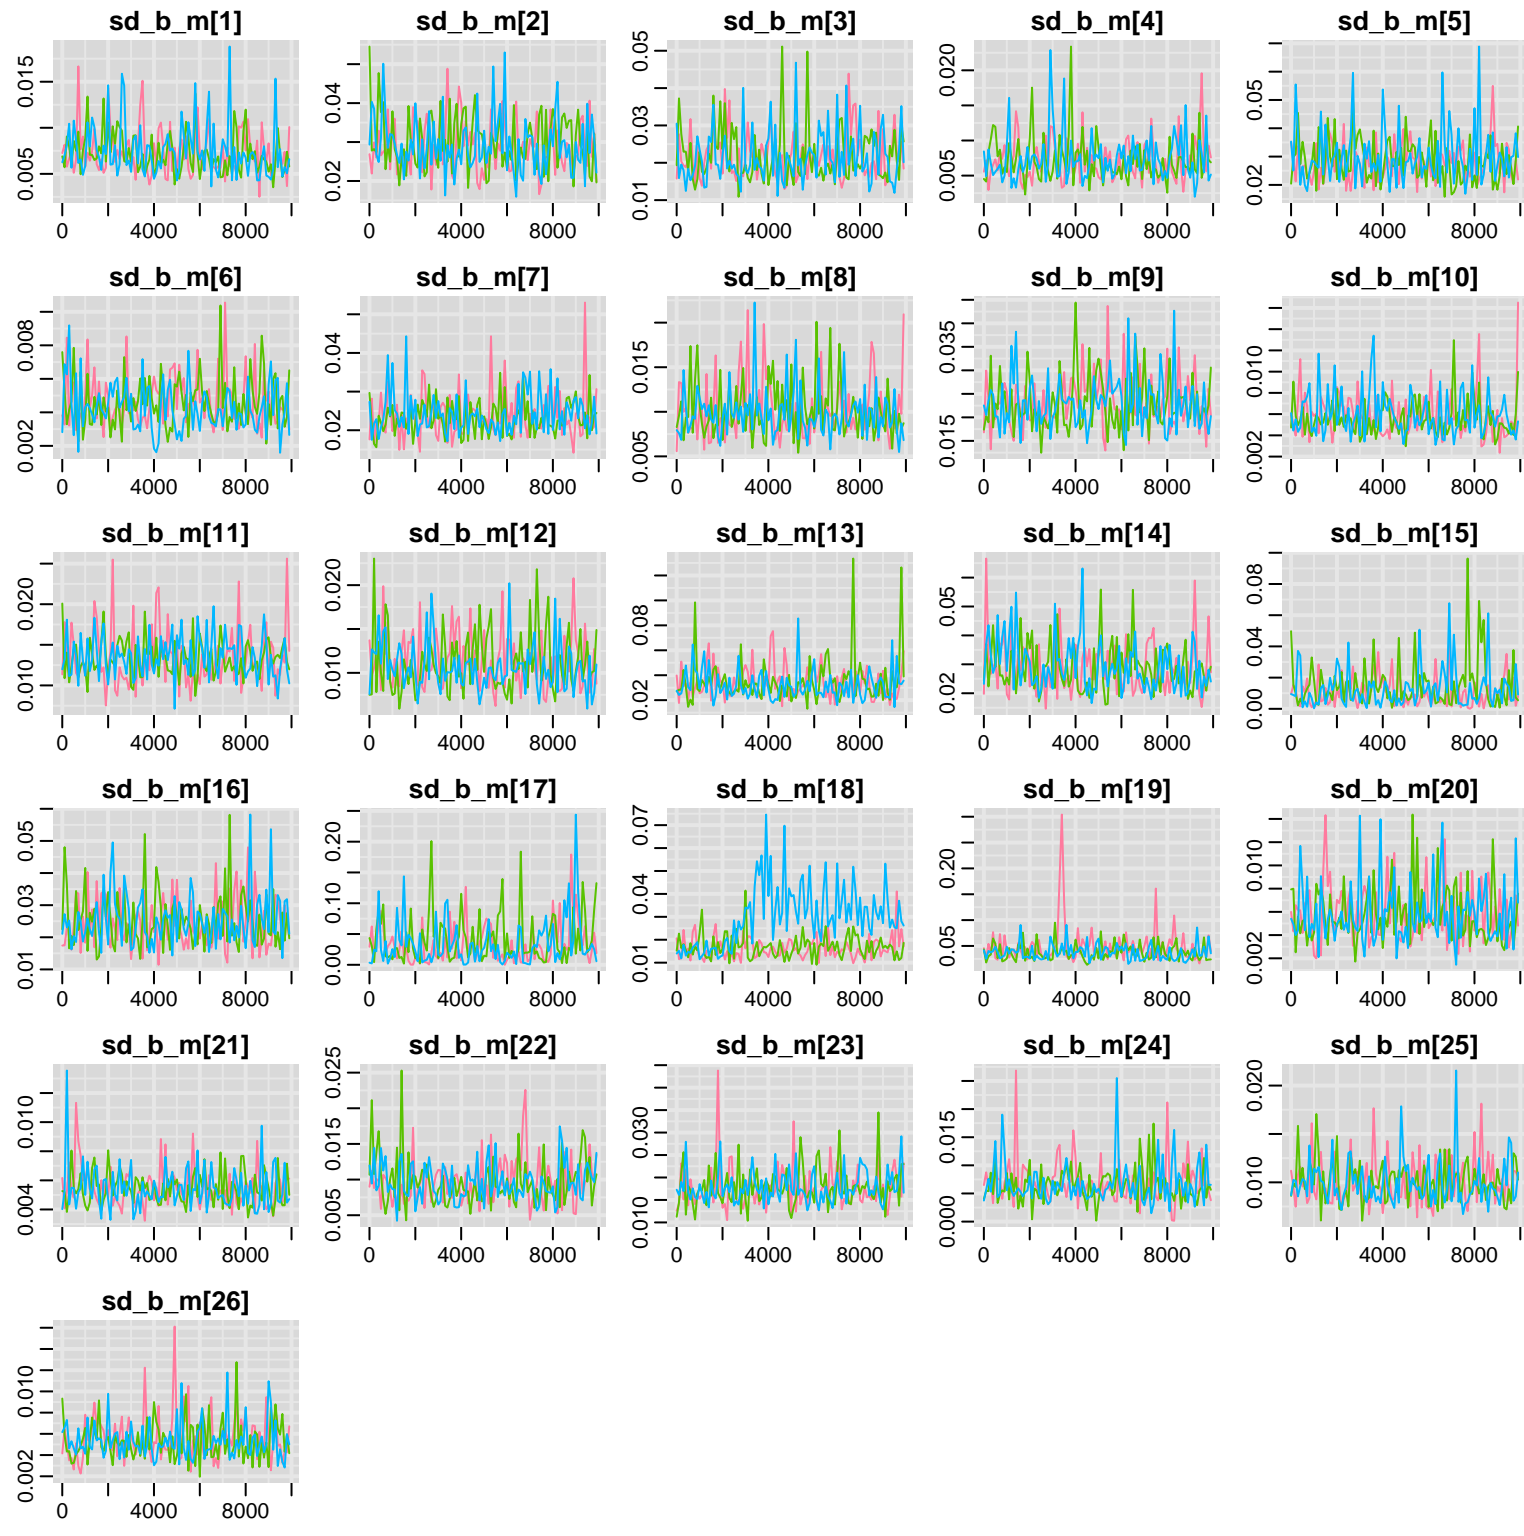 sd_b_m[1] sd_b_m[2] sd_b_m[3] sd_b_m[4] sd_b_m[5]
0.005 0.015 0.02 0.04 0.01 0.03 0.05 0.005 0.020 0.02 0.05
0 4000 8000 0 4000 8000 0 4000 8000 0 4000 8000 0 4000 8000
sd_b_m[6] sd_b_m[7] sd_b_m[8] sd_b_m[9] sd_b_m[10]
0.002 0.008 0.02 0.04 0.005 0.015 0.015 0.035 0.002 0.010
0 4000 8000 0 4000 8000 0 4000 8000 0 4000 8000 0 4000 8000
sd_b_m[11] sd_b_m[12] sd_b_m[13] sd_b_m[14] sd_b_m[15]
0.010 0.020 0.010 0.020 0.02 0.08 0.02 0.05 0.00 0.04 0.08
0 4000 8000 0 4000 8000 0 4000 8000 0 4000 8000 0 4000 8000
sd_b_m[16] sd_b_m[17] sd_b_m[18] sd_b_m[19] sd_b_m[20]
0.01 0.03 0.05 0.00 0.10 0.20 0.01 0.04 0.07 0.05 0.20 0.002 0.010
0 4000 8000 0 4000 8000 0 4000 8000 0 4000 8000 0 4000 8000
sd_b_m[21] sd_b_m[22] sd_b_m[23] sd_b_m[24] sd_b_m[25]
0.004 0.010 0.005 0.015 0.025 0.010 0.030 0.000 0.015 0.010 0.020
0 4000 8000 0 4000 8000 0 4000 8000 0 4000 8000 0 4000 8000
sd_b_m[26]
0.002 0.010
0 4000 8000